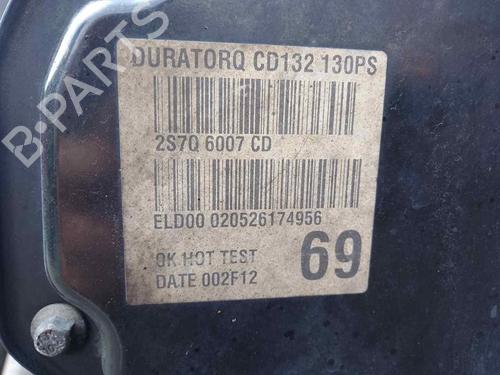 B-PARTS
DURATORQ CD132 130PS
2S7Q 6007 CD
ELD00 020526174956
OK HOT TEST
DATE 002F12
69